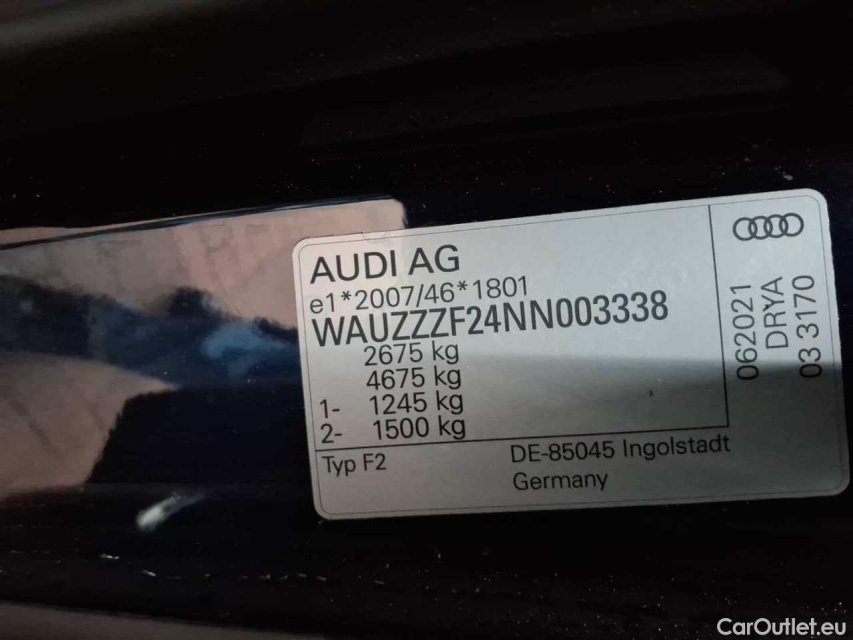 AUDI AG
e1*2007/46*1801
WAUZZZF24NN003338
2675 kg
4675 kg
1- 1245 kg
2- 1500 kg
Typ F2
DE-85045 Ingolstadt
Germany
062021
DRYA
03 3170
CarOutlet.eu